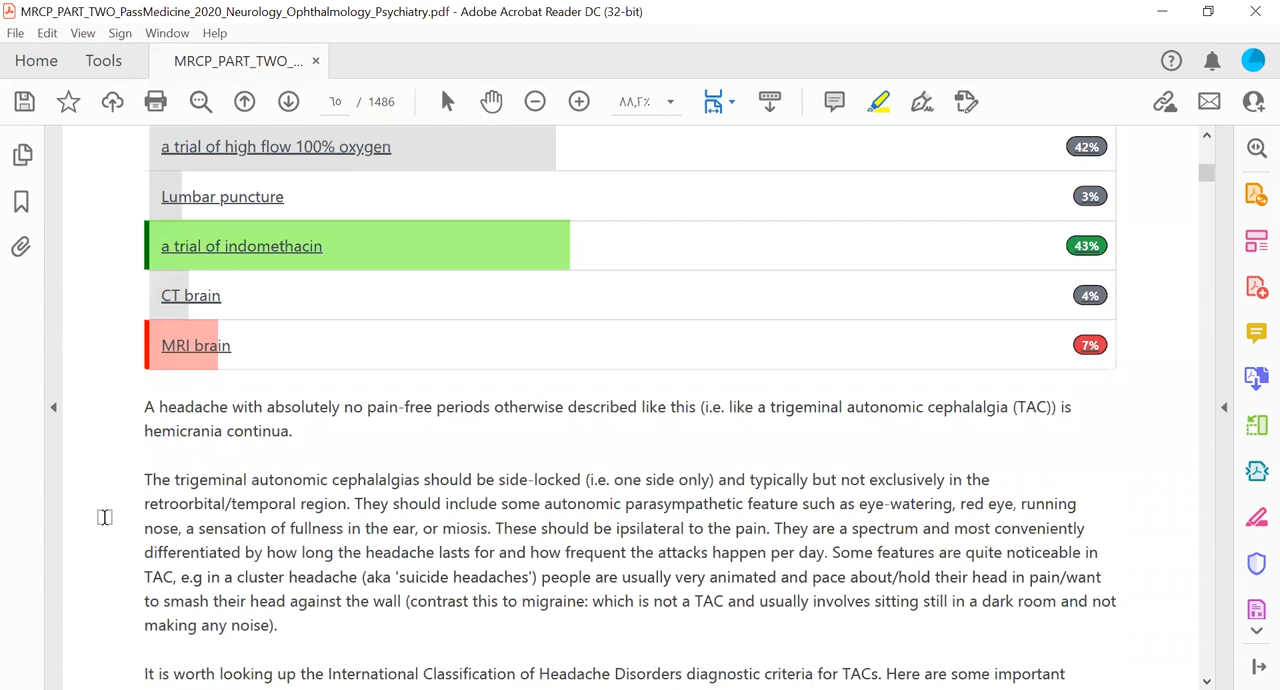 MRCP_PART_TWO_PassMedicine_2020_Neurology_Ophthalmology_Psychiatry.pdf - Adobe Acrobat Reader DC (32-bit)
File Edit View Sign Window Help
Home Tools MRCP_PART_TWO_... ×
٦٥ / 1486 ٨٨,٢٪
a trial of high flow 100% oxygen 42%
Lumbar puncture 3%
a trial of indomethacin 43%
CT brain 4%
MRI brain 7%
A headache with absolutely no pain-free periods otherwise described like this (i.e. like a trigeminal autonomic cephalalgia (TAC)) is
hemicrania continua.
The trigeminal autonomic cephalalgias should be side-locked (i.e. one side only) and typically but not exclusively in the
retroorbital/temporal region. They should include some autonomic parasympathetic feature such as eye-watering, red eye, running
nose, a sensation of fullness in the ear, or miosis. These should be ipsilateral to the pain. They are a spectrum and most conveniently
differentiated by how long the headache lasts for and how frequent the attacks happen per day. Some features are quite noticeable in
TAC, e.g in a cluster headache (aka 'suicide headaches') people are usually very animated and pace about/hold their head in pain/want
to smash their head against the wall (contrast this to migraine: which is not a TAC and usually involves sitting still in a dark room and not
making any noise).
It is worth looking up the International Classification of Headache Disorders diagnostic criteria for TACs. Here are some important